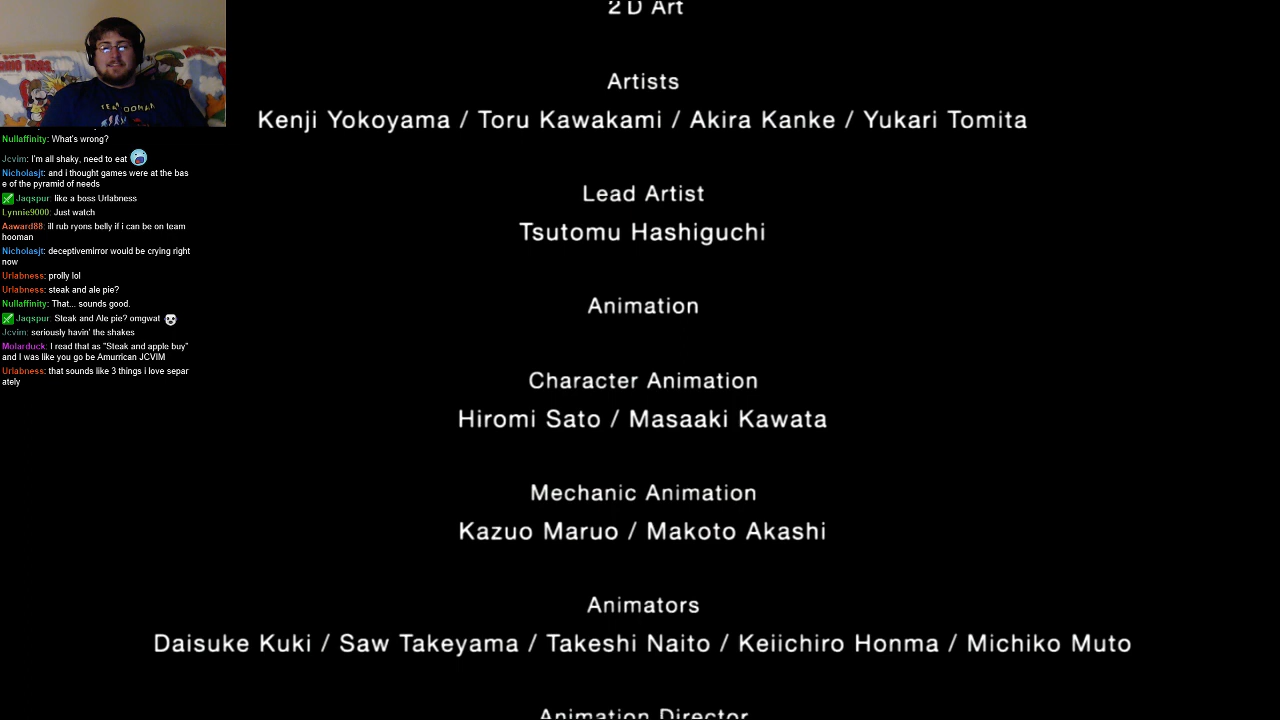 2D Art
Artists
Kenji Yokoyama / Toru Kawakami / Akira Kanke / Yukari Tomita
Lead Artist
Tsutomu Hashiguchi
Animation
Character Animation
Hiromi Sato / Masaaki Kawata
Mechanic Animation
Kazuo Maruo / Makoto Akashi
Animators
Daisuke Kuki / Saw Takeyama / Takeshi Naito / Keiichiro Honma / Michiko Muto
Animation Director
TEAM OOMAN
Nullaffinity: What's wrong?
Jcvim: I'm all shaky, need to eat
Nicholasjt: and i thought games were at the bas
e of the pyramid of needs
Jaqspur: like a boss Urlabness
Lynnie9000: Just watch
Aaward88: ill rub ryons belly if i can be on team
hooman
Nicholasjt: deceptivemirror would be crying right
now
Urlabness: prolly lol
Urlabness: steak and ale pie?
Nullaffinity: That... sounds good.
Jaqspur: Steak and Ale pie? omgwat
Jcvim: seriously havin' the shakes
Molarduck: I read that as "Steak and apple buy"
and I was like you go be Amurrican JCVIM
Urlabness: that sounds like 3 things i love separ
ately